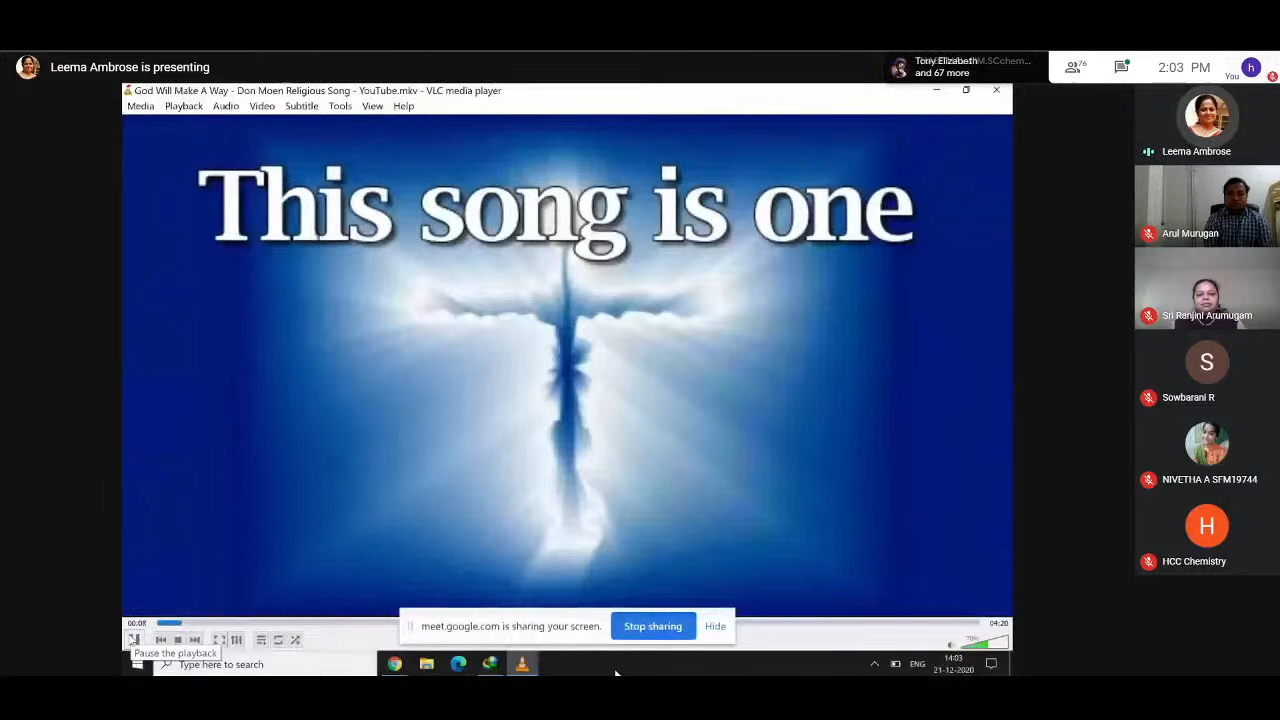 Leema Ambrose is presenting
Tony Elizabeth
and 67 more
76
2:03 PM
You
h
God Will Make A Way - Don Moen Religious Song - YouTube.mkv - VLC media player
Media Playback Audio Video Subtitle Tools View Help
This song is one
Leema Ambrose
Arul Murugan
Sri Ranjini Arumugam
S
Sowbarani R
NIVETHA A SFM19744
H
HCC Chemistry
00:08
04:20
meet.google.com is sharing your screen.
Stop sharing
Hide
70%
Pause the playback
Type here to search
ENG
14:03
21-12-2020